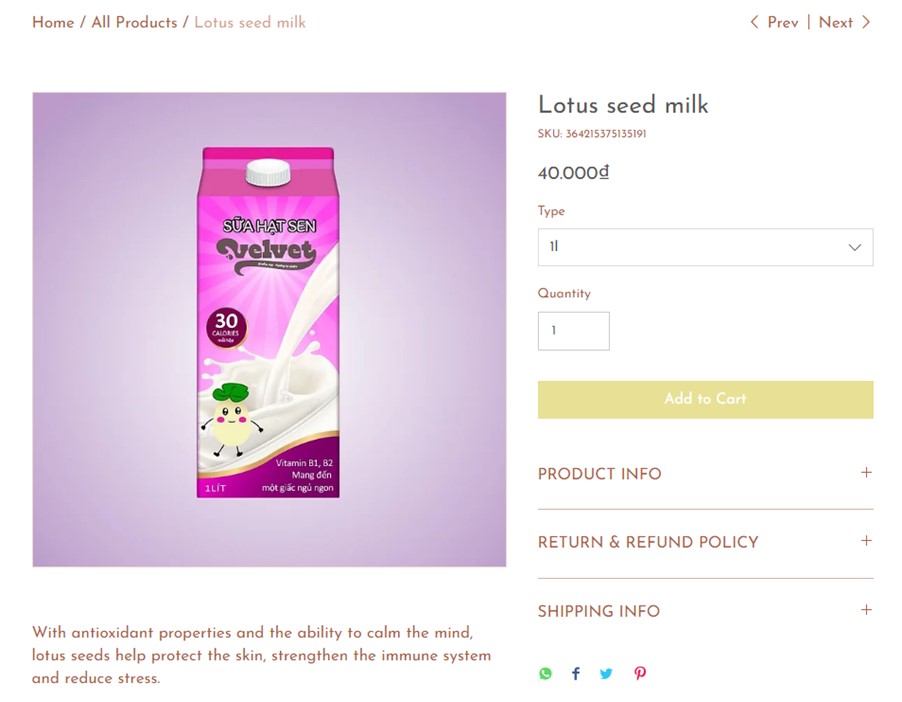 Home / All Products / Lotus seed milk
Prev | Next
SỮA HẠT SEN
velvet
30
CALORIES
1 LÍT
Vitamin B1, B2
Mang đến
một giấc ngủ ngon
Lotus seed milk
SKU: 364215375135191
40.000₫
Type
1l
Quantity
1
Add to Cart
PRODUCT INFO
RETURN & REFUND POLICY
SHIPPING INFO
With antioxidant properties and the ability to calm the mind,
lotus seeds help protect the skin, strengthen the immune system
and reduce stress.